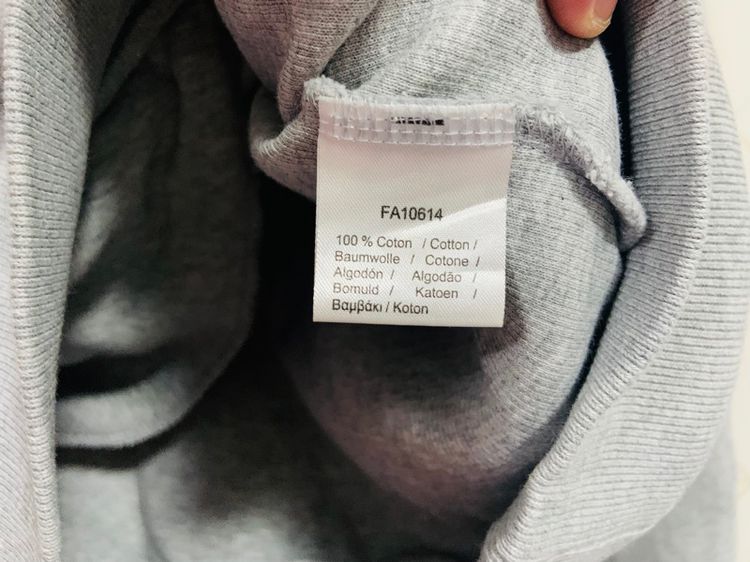 FA10614
100 % Coton / Cotton /
Baumwolle / Cotone /
Algodón / Algodão /
Bomuld / Katoen /
Βαμβάκι / Koton